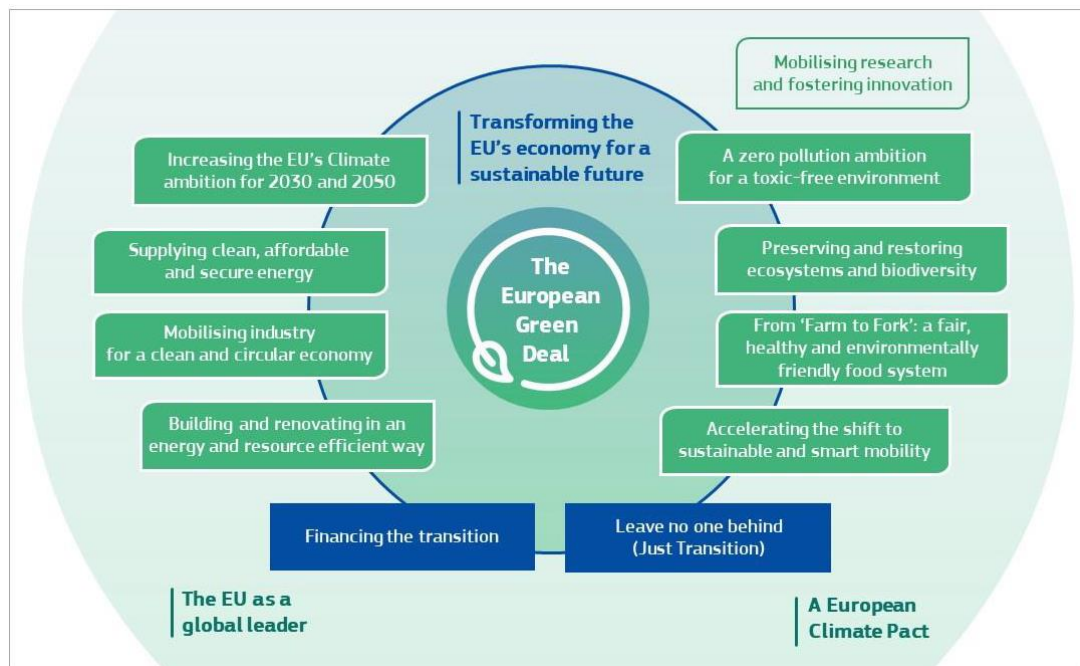 Mobilising research
and fostering innovation
Transforming the
EU's economy for a
sustainable future
Increasing the EU's Climate
ambition for 2030 and 2050
A zero pollution ambition
for a toxic-free environment
Supplying clean, affordable
and secure energy
Preserving and restoring
ecosystems and biodiversity
The
European
Green
Deal
Mobilising industry
for a clean and circular economy
From ‘Farm to Fork’: a fair,
healthy and environmentally
friendly food system
Building and renovating in an
energy and resource efficient way
Accelerating the shift to
sustainable and smart mobility
Financing the transition
Leave no one behind
(Just Transition)
The EU as a
global leader
A European
Climate Pact